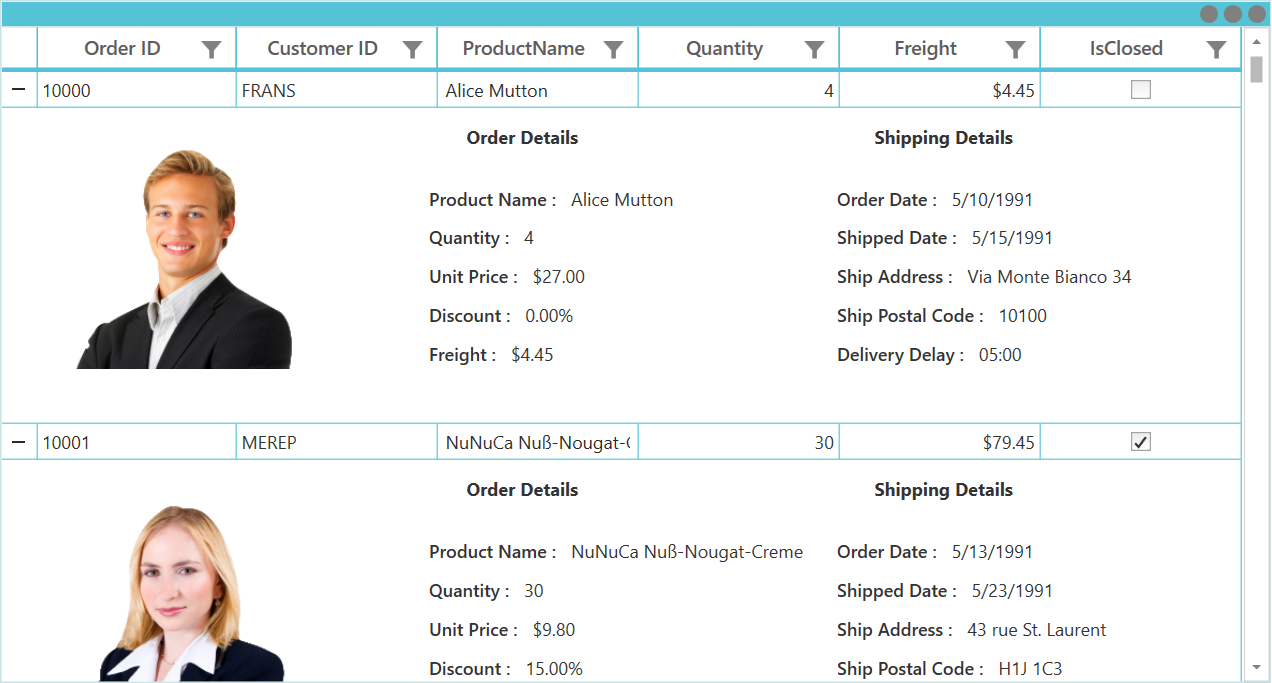 Order ID Customer ID ProductName Quantity Freight IsClosed
10000 FRANS Alice Mutton 4 $4.45
Order Details Shipping Details
Product Name : Alice Mutton Order Date : 5/10/1991
Quantity : 4 Shipped Date : 5/15/1991
Unit Price : $27.00 Ship Address : Via Monte Bianco 34
Discount : 0.00% Ship Postal Code : 10100
Freight : $4.45 Delivery Delay : 05:00
10001 MEREP NuNuCa Nuß-Nougat- 30 $79.45
Order Details Shipping Details
Product Name : NuNuCa Nuß-Nougat-Creme Order Date : 5/13/1991
Quantity : 30 Shipped Date : 5/23/1991
Unit Price : $9.80 Ship Address : 43 rue St. Laurent
Discount : 15.00% Ship Postal Code : H1J 1C3